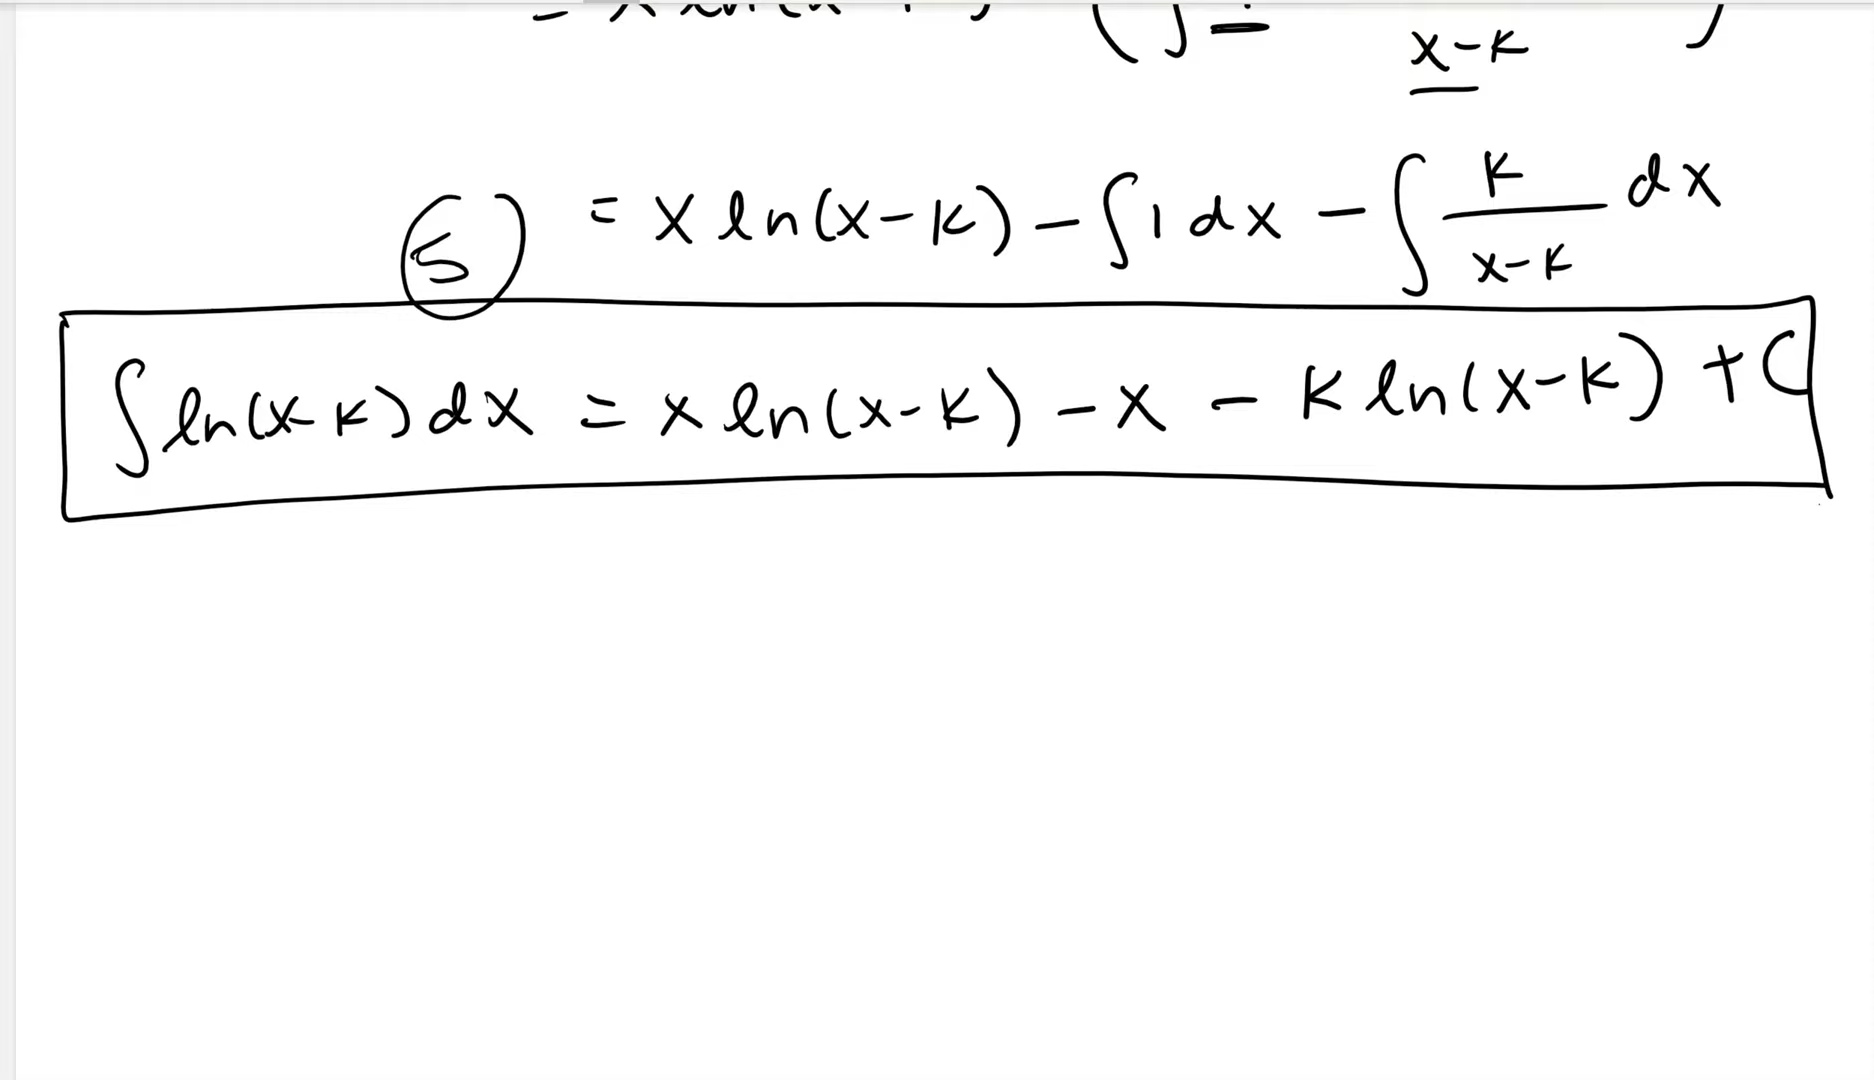 x-k
⑤ = x ln(x-k) - ∫1 dx - ∫ k/(x-k) dx
∫ ln(x-k) dx = x ln(x-k) - x - k ln(x-k) + C